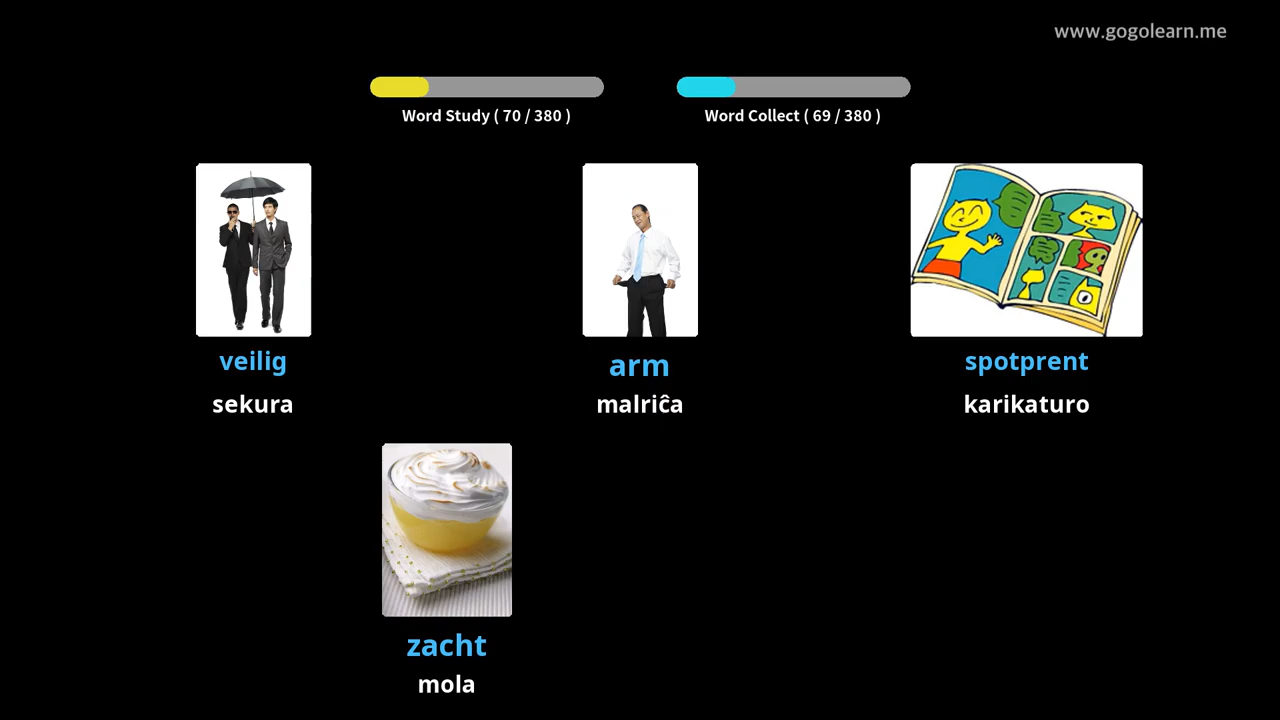 www.gogolearn.me
Word Study ( 70 / 380 )
Word Collect ( 69 / 380 )
veilig
sekura
arm
malriĉa
spotprent
karikaturo
zacht
mola